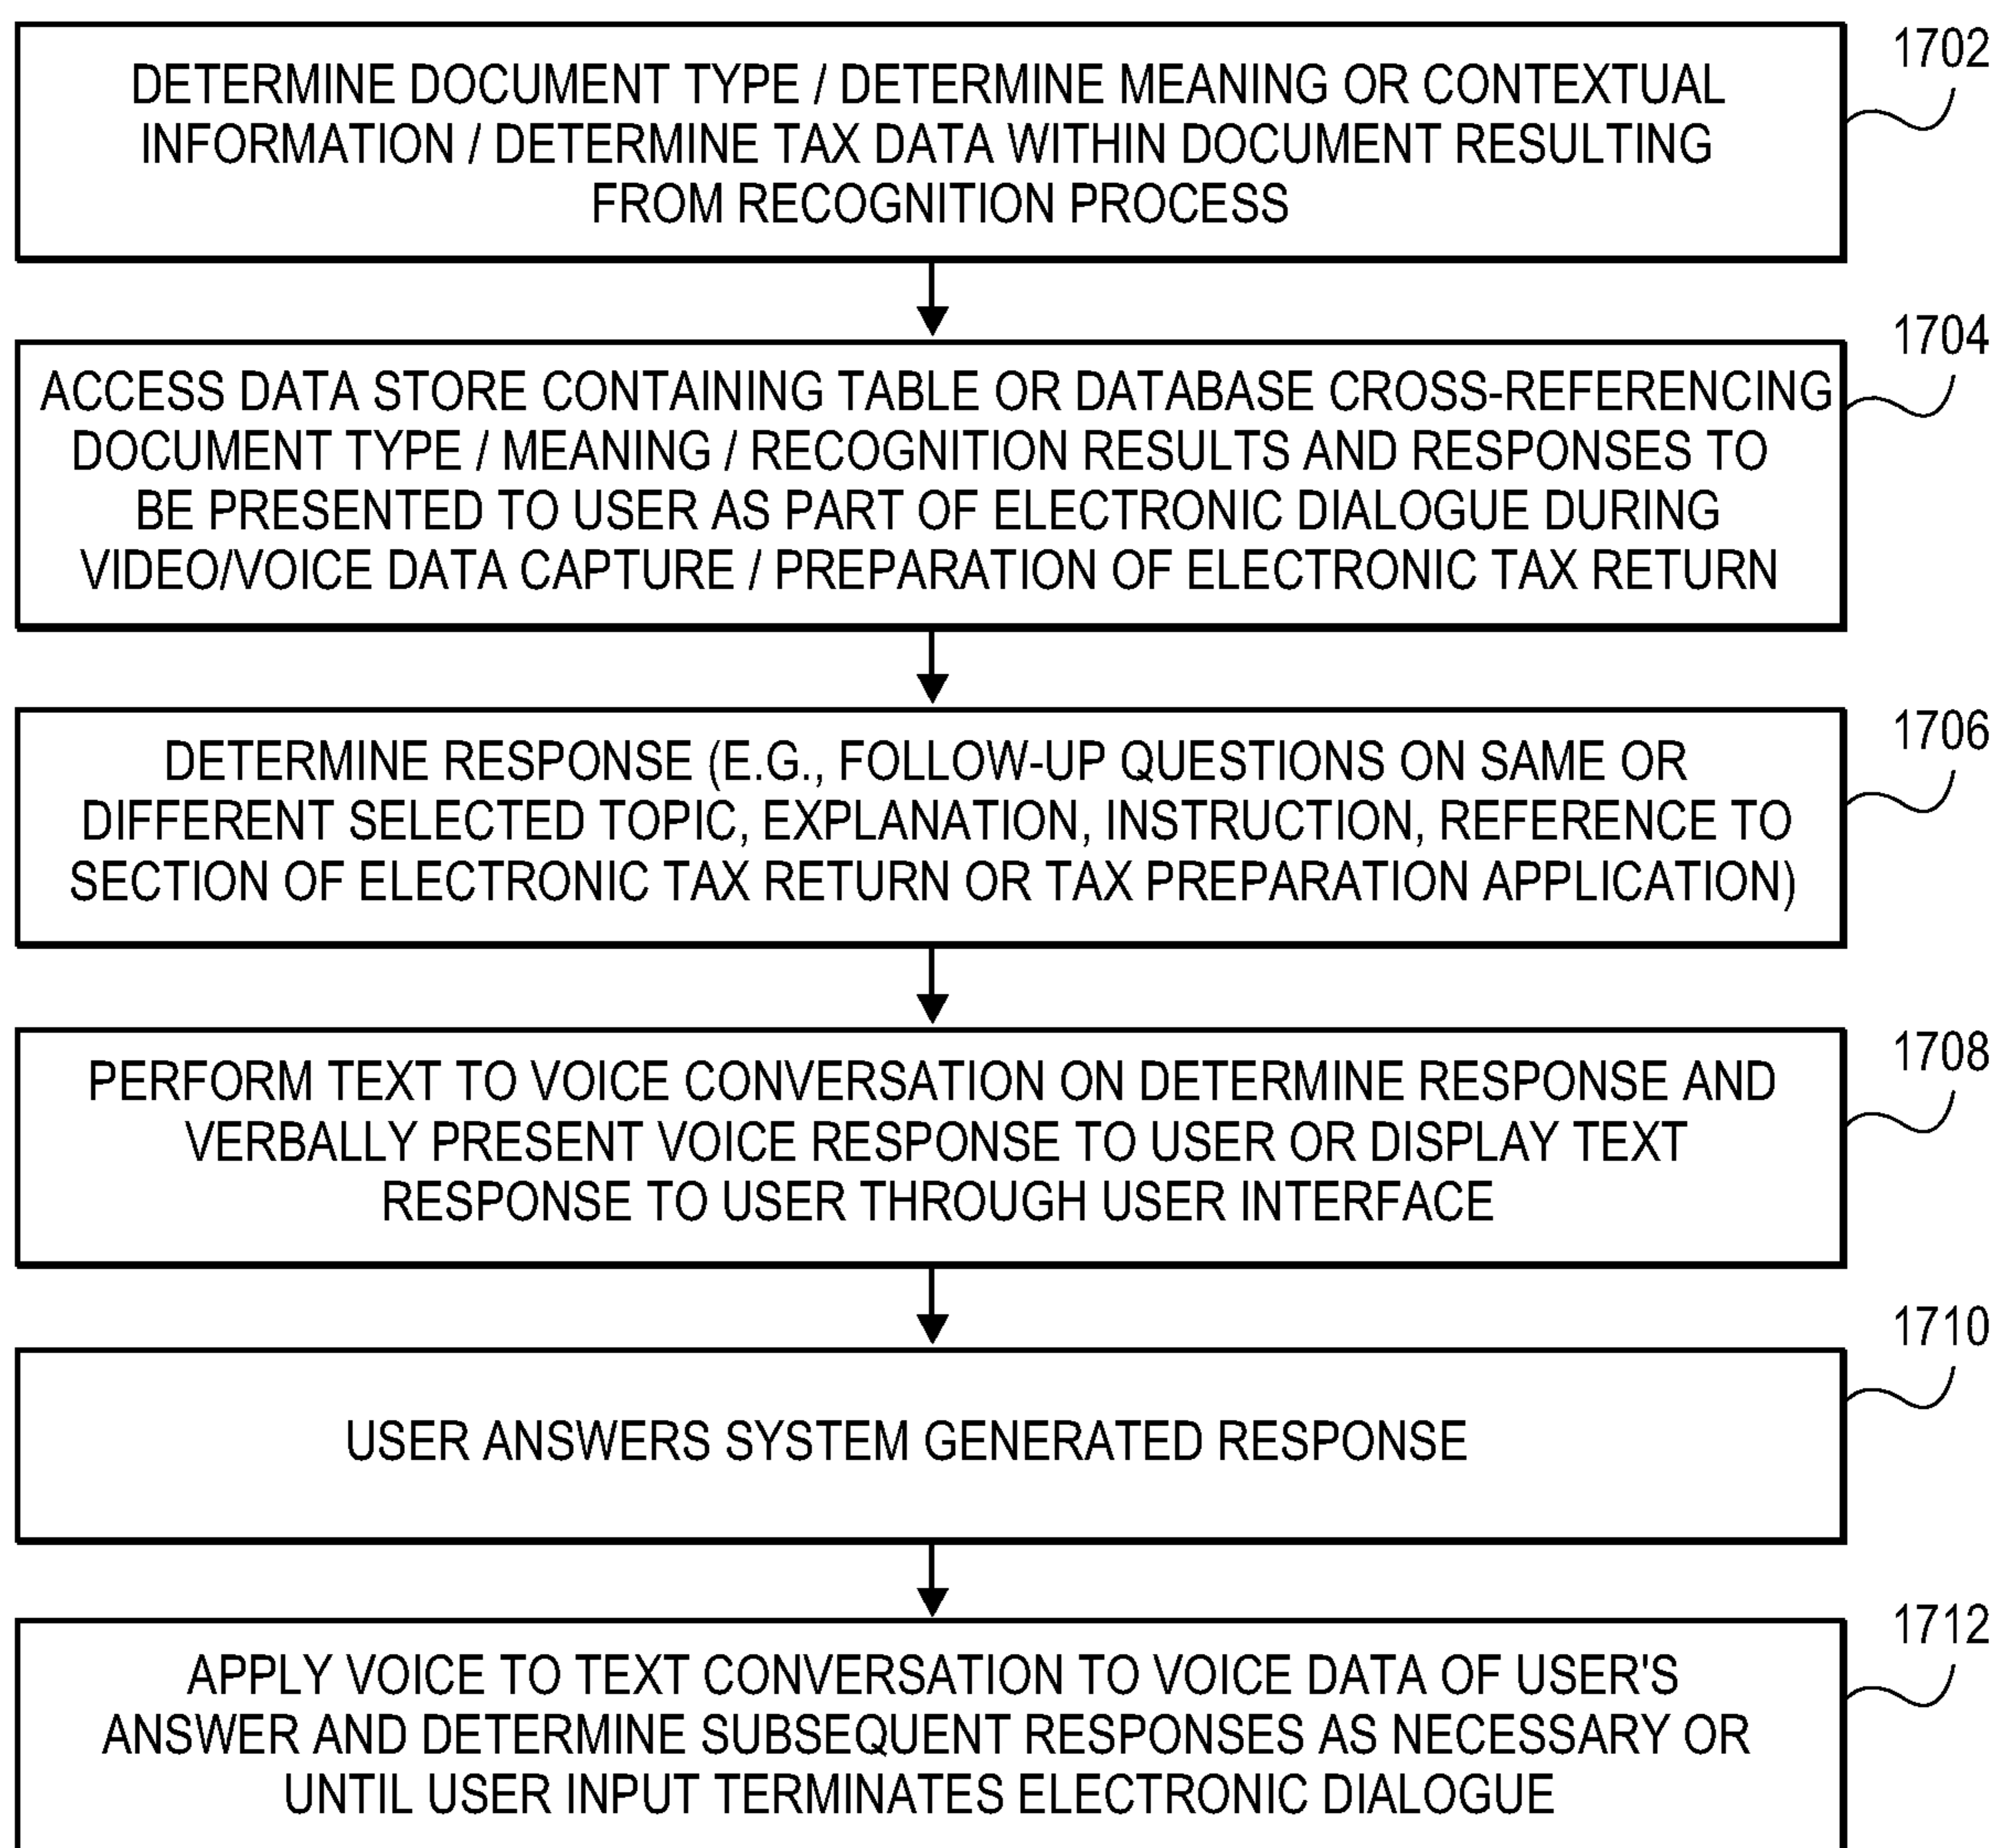 1702
DETERMINE DOCUMENT TYPE / DETERMINE MEANING OR CONTEXTUAL
INFORMATION / DETERMINE TAX DATA WITHIN DOCUMENT RESULTING
FROM RECOGNITION PROCESS
1704
ACCESS DATA STORE CONTAINING TABLE OR DATABASE CROSS-REFERENCING
DOCUMENT TYPE / MEANING / RECOGNITION RESULTS AND RESPONSES TO
BE PRESENTED TO USER AS PART OF ELECTRONIC DIALOGUE DURING
VIDEO/VOICE DATA CAPTURE / PREPARATION OF ELECTRONIC TAX RETURN
1706
DETERMINE RESPONSE (E.G., FOLLOW-UP QUESTIONS ON SAME OR
DIFFERENT SELECTED TOPIC, EXPLANATION, INSTRUCTION, REFERENCE TO
SECTION OF ELECTRONIC TAX RETURN OR TAX PREPARATION APPLICATION)
1708
PERFORM TEXT TO VOICE CONVERSATION ON DETERMINE RESPONSE AND
VERBALLY PRESENT VOICE RESPONSE TO USER OR DISPLAY TEXT
RESPONSE TO USER THROUGH USER INTERFACE
1710
USER ANSWERS SYSTEM GENERATED RESPONSE
1712
APPLY VOICE TO TEXT CONVERSATION TO VOICE DATA OF USER'S
ANSWER AND DETERMINE SUBSEQUENT RESPONSES AS NECESSARY OR
UNTIL USER INPUT TERMINATES ELECTRONIC DIALOGUE